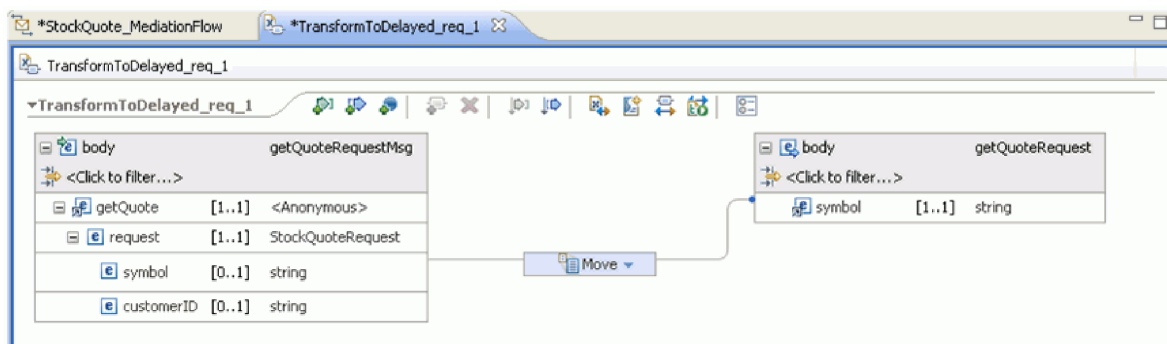 *StockQuote_MediationFlow *TransformToDelayed_req_1
TransformToDelayed_req_1
TransformToDelayed_req_1
body getQuoteRequestMsg
<Click to filter...>
getQuote [1..1] <Anonymous>
request [1..1] StockQuoteRequest
symbol [0..1] string
customerID [0..1] string
Move
body getQuoteRequest
<Click to filter...>
symbol [1..1] string